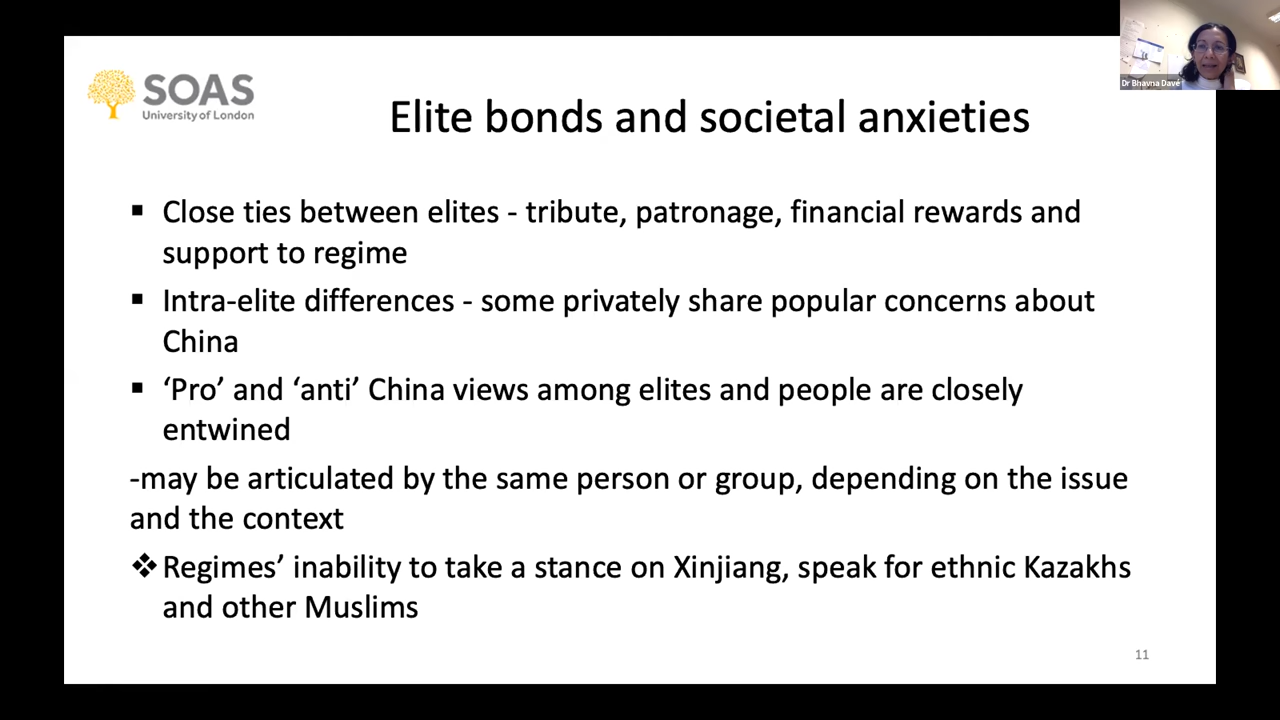 Dr Bhavna Davé
SOAS
University of London
Elite bonds and societal anxieties
▪ Close ties between elites - tribute, patronage, financial rewards and
support to regime
▪ Intra-elite differences - some privately share popular concerns about
China
▪ ‘Pro’ and ‘anti’ China views among elites and people are closely
entwined
-may be articulated by the same person or group, depending on the issue
and the context
❖ Regimes’ inability to take a stance on Xinjiang, speak for ethnic Kazakhs
and other Muslims
11